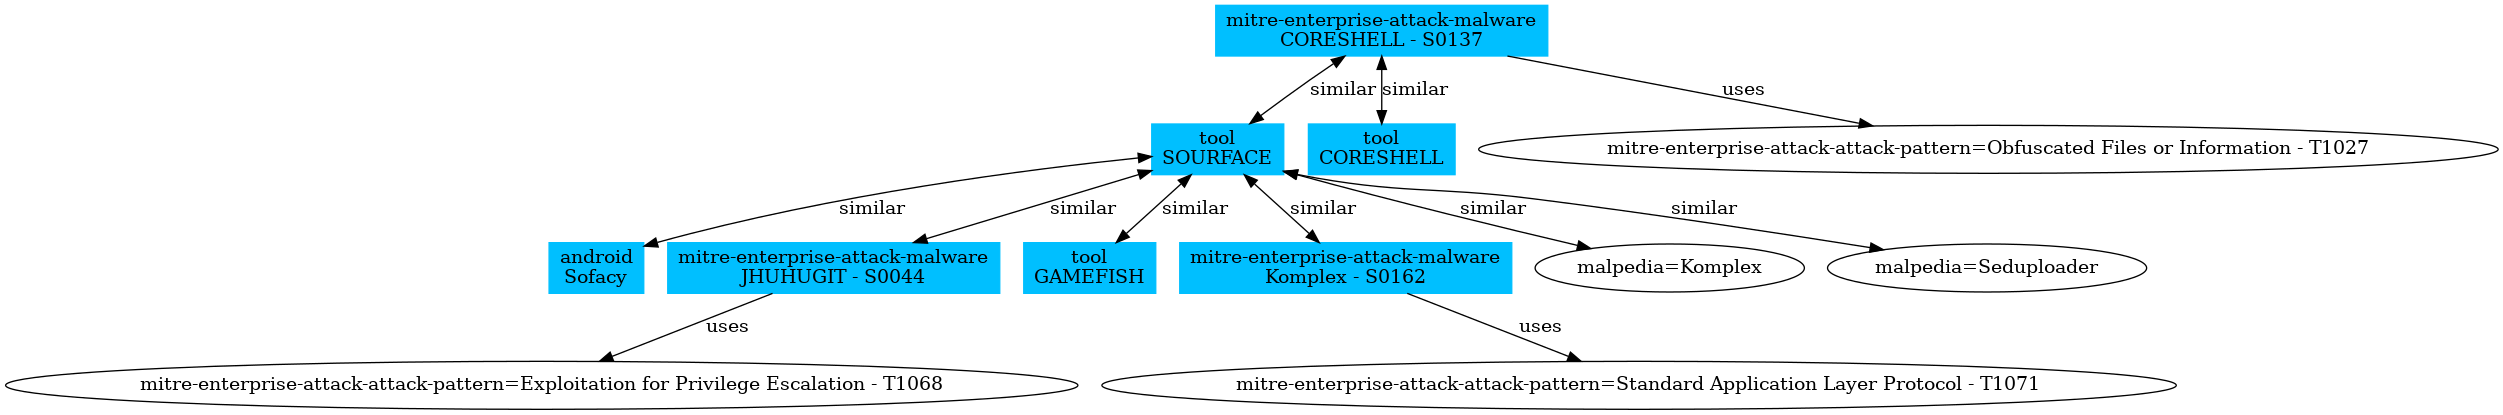 mitre-enterprise-attack-malware
CORESHELL - S0137
similar
similar
uses
tool
SOURFACE
tool
CORESHELL
mitre-enterprise-attack-attack-pattern=Obfuscated Files or Information - T1027
similar
similar
similar
similar
similar
similar
android
Sofacy
mitre-enterprise-attack-malware
JHUHUGIT - S0044
tool
GAMEFISH
mitre-enterprise-attack-malware
Komplex - S0162
malpedia=Komplex
malpedia=Seduploader
uses
uses
mitre-enterprise-attack-attack-pattern=Exploitation for Privilege Escalation - T1068
mitre-enterprise-attack-attack-pattern=Standard Application Layer Protocol - T1071